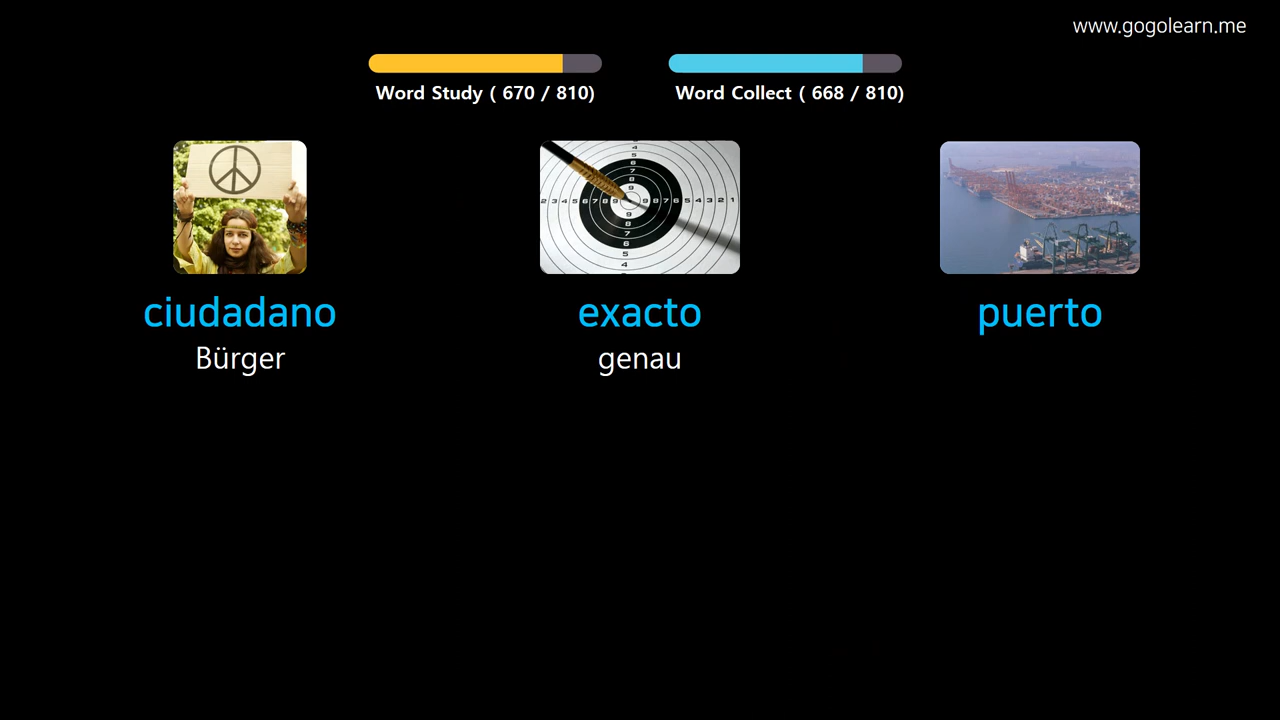 www.gogolearn.me
Word Study ( 670 / 810)
Word Collect ( 668 / 810)
ciudadano
exacto
puerto
Bürger
genau